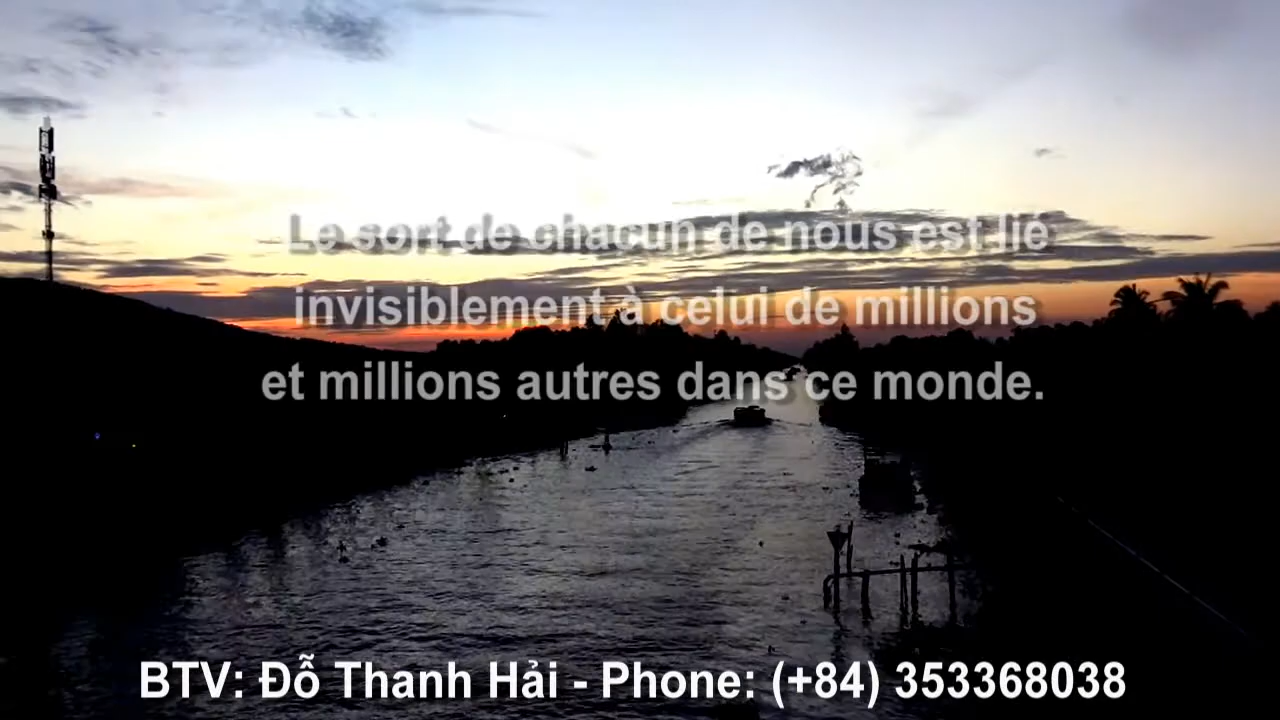 Le sort de chacun de nous est lié
invisiblement à celui de millions
et millions autres dans ce monde.
BTV: Đỗ Thanh Hải - Phone: (+84) 353368038